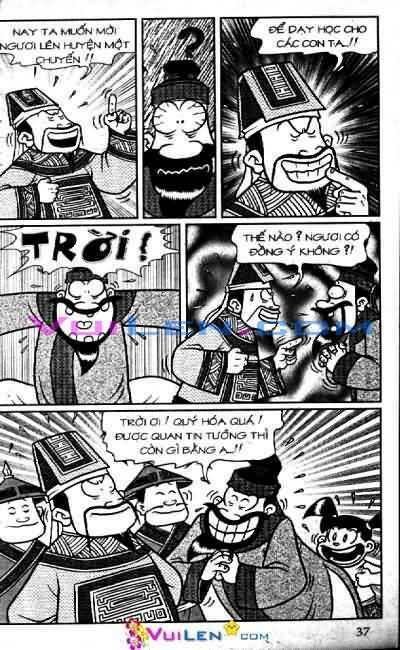 NAY TA MUỐN MỜI
NGƯƠI LÊN HUYỆN MỘT
CHUYẾN !!
?
ĐỂ DẠY HỌC CHO
CÁC CON TA...!!
TRỜI!
THẾ NÀO? NGƯƠI CÓ
ĐỒNG Ý KHÔNG?!
VUILEN.COM
TRỜI ƠI! QUÝ HÓA QUÁ!
ĐƯỢC QUAN TIN TƯỞNG THÌ
CÒN GÌ BẰNG Ạ...!!
37
VUILEN.COM